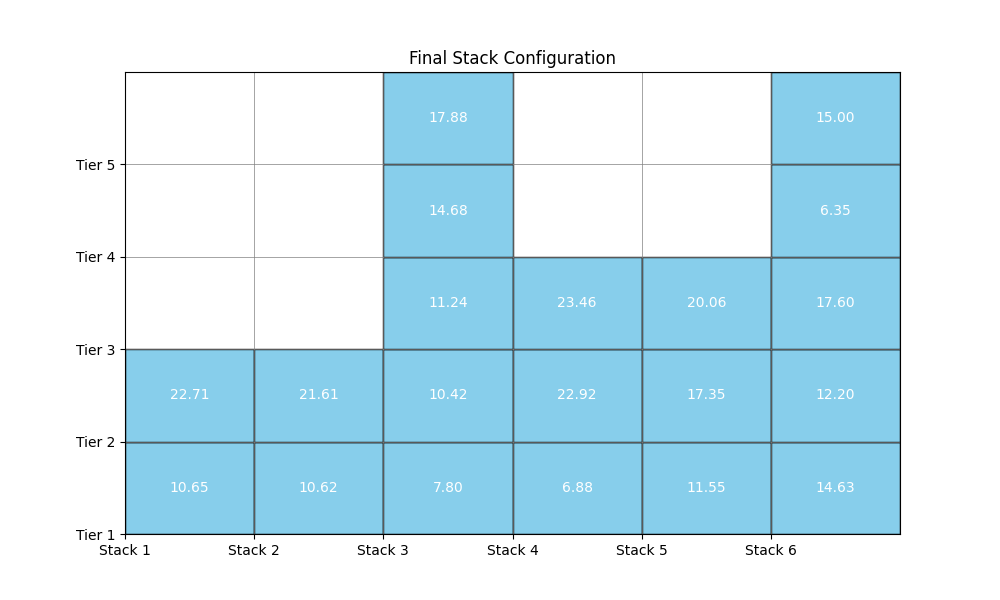 Final Stack Configuration
17.88 15.00
Tier 5
14.68 6.35
Tier 4
11.24 23.46 20.06 17.60
Tier 3
22.71 21.61 10.42 22.92 17.35 12.20
Tier 2
10.65 10.62 7.80 6.88 11.55 14.63
Tier 1
Stack 1 Stack 2 Stack 3 Stack 4 Stack 5 Stack 6